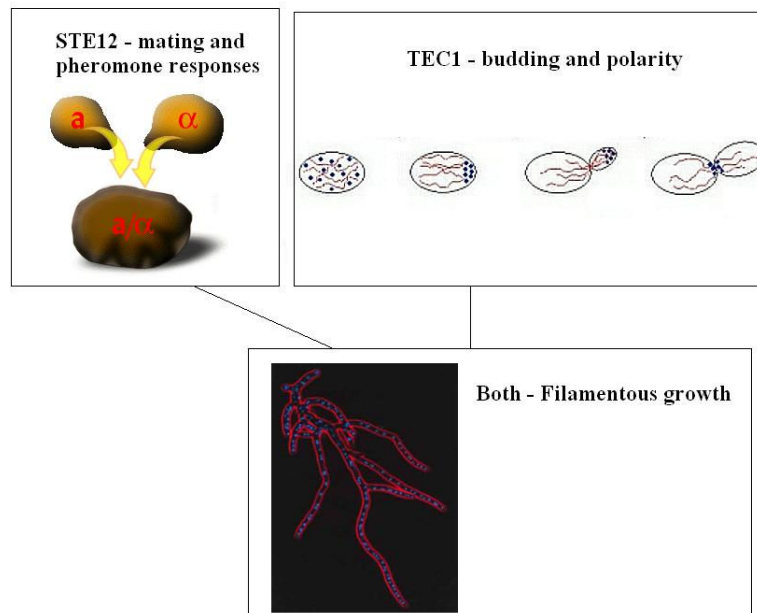 STE12 - mating and
pheromone responses
a
α
a/α
TEC1 - budding and polarity
Both - Filamentous growth